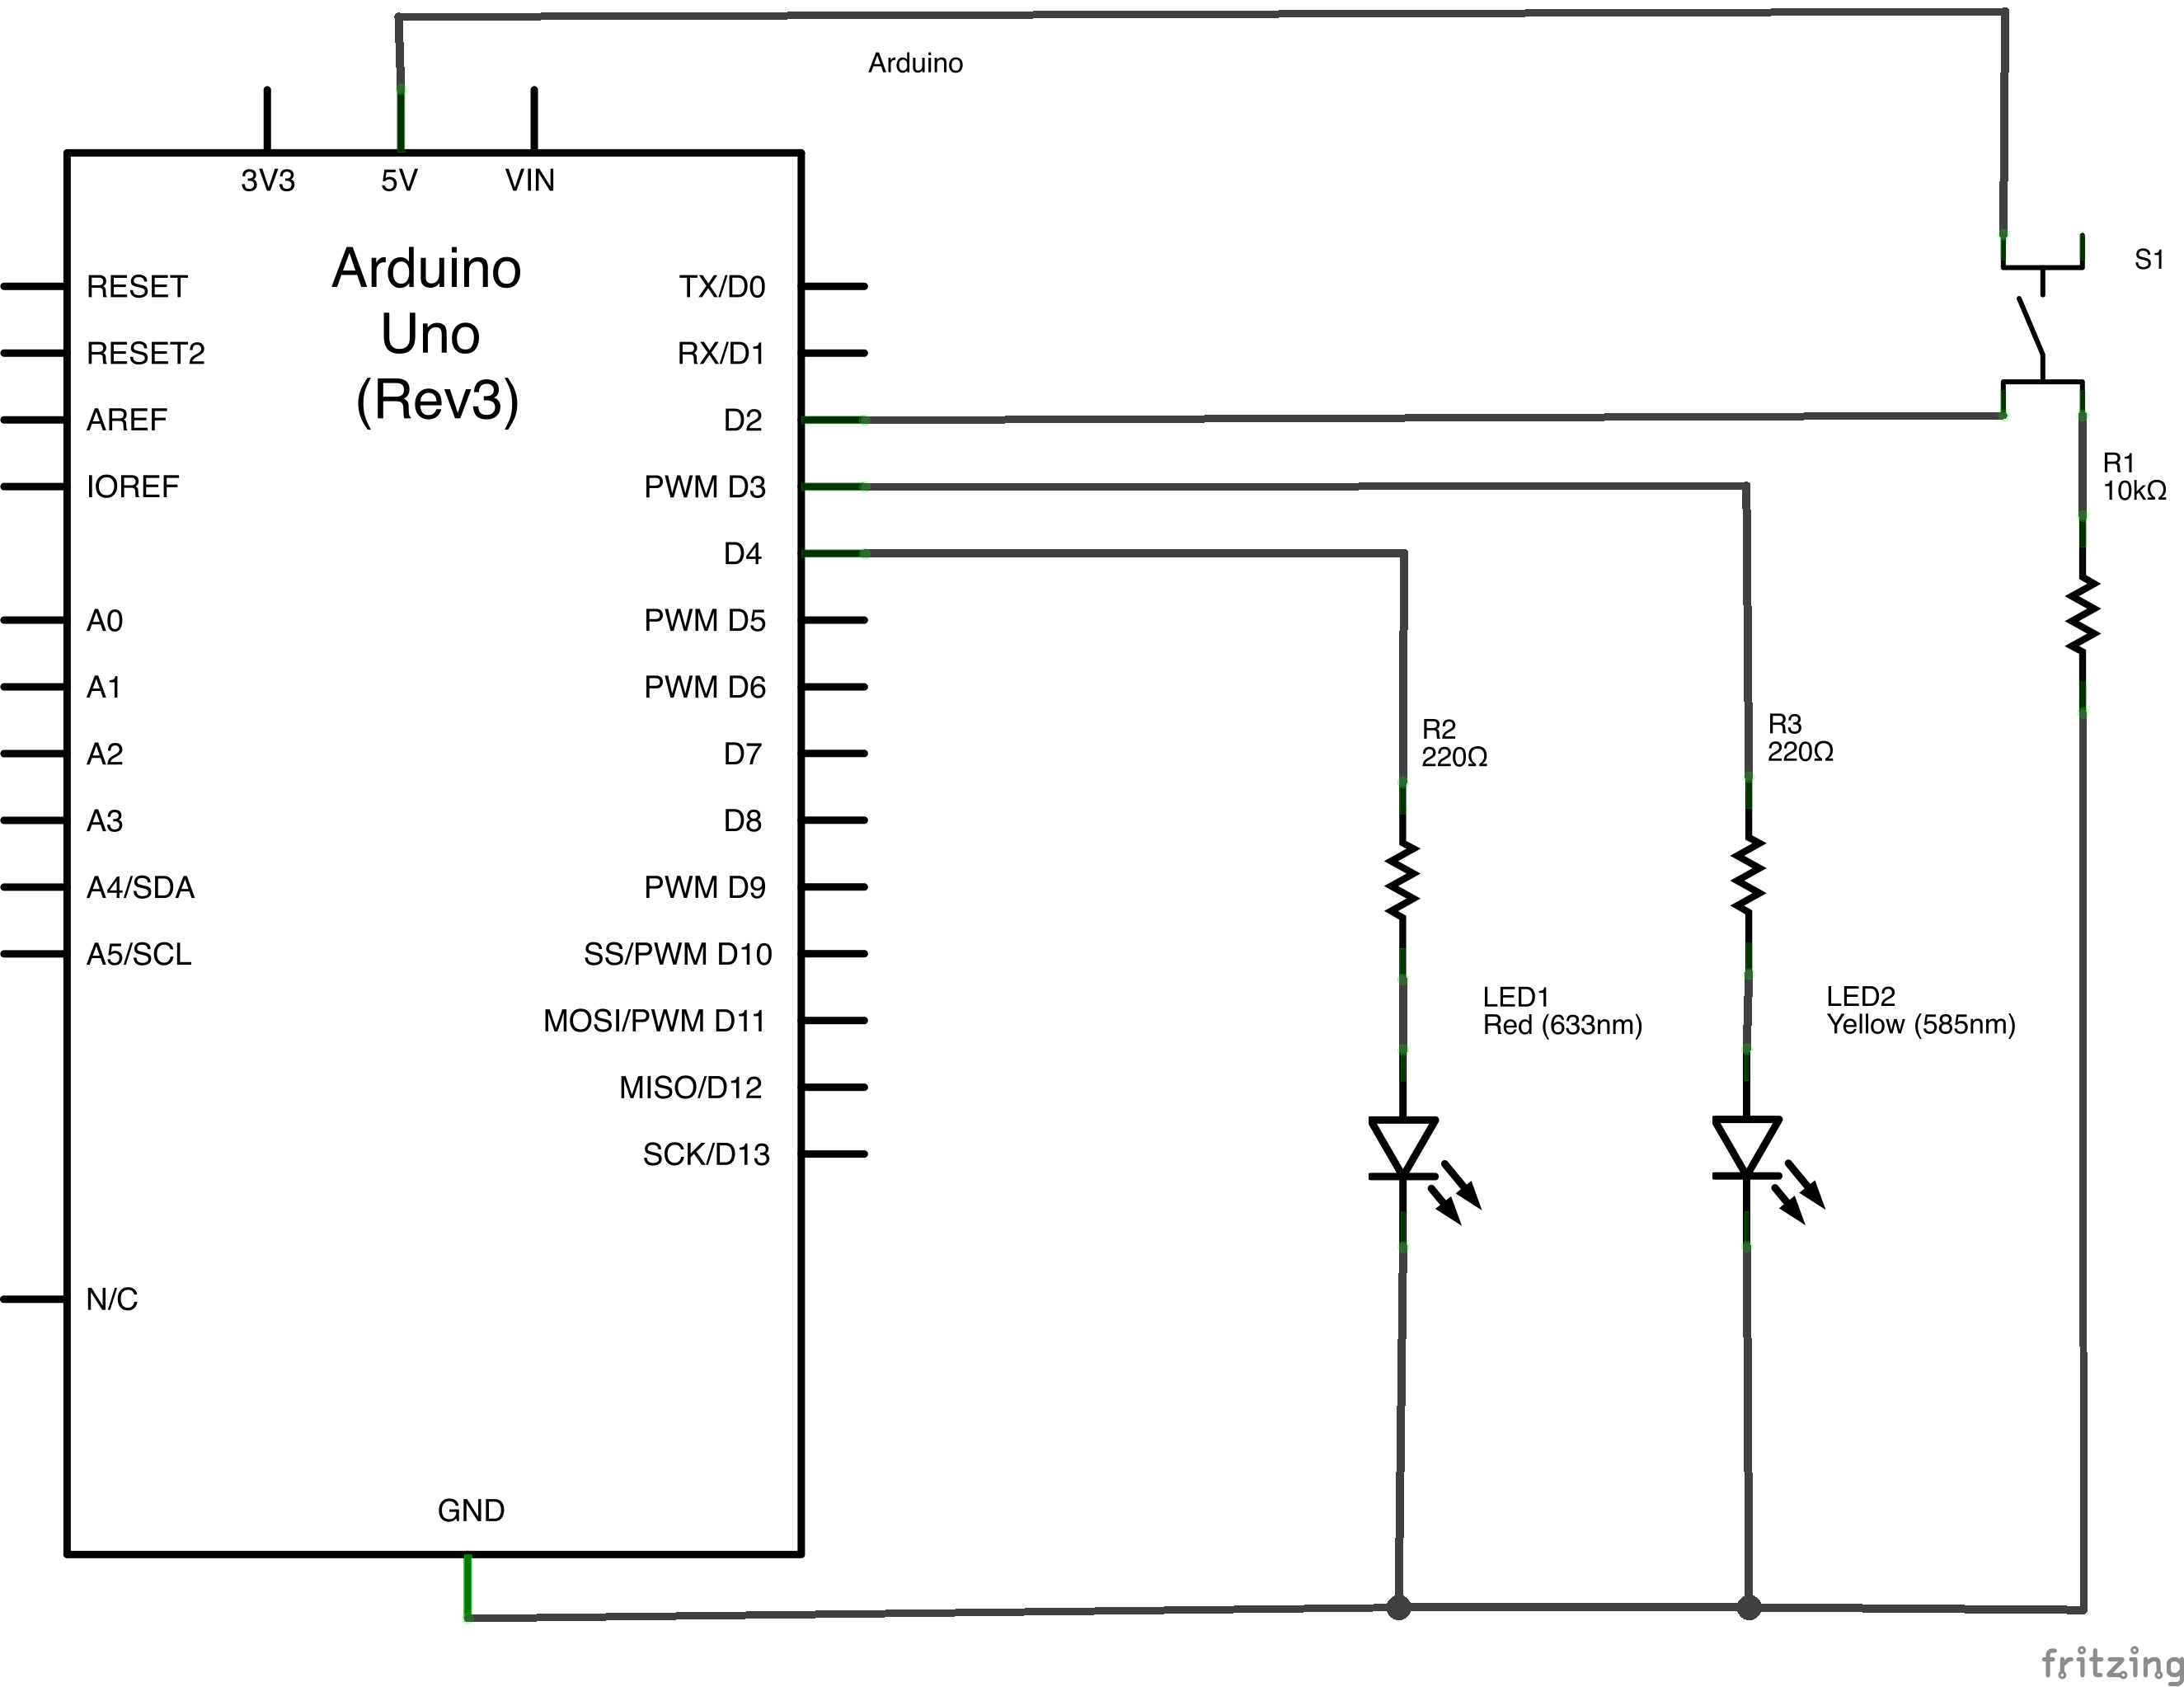 Arduino
3V3
5V
VIN
Arduino
Uno
(Rev3)
RESET
RESET2
AREF
IOREF
A0
A1
A2
A3
A4/SDA
A5/SCL
N/C
TX/D0
RX/D1
D2
PWM D3
D4
PWM D5
PWM D6
D7
D8
PWM D9
SS/PWM D10
MOSI/PWM D11
MISO/D12
SCK/D13
GND
S1
R1
10kΩ
R2
220Ω
R3
220Ω
LED1
Red (633nm)
LED2
Yellow (585nm)
fritzing